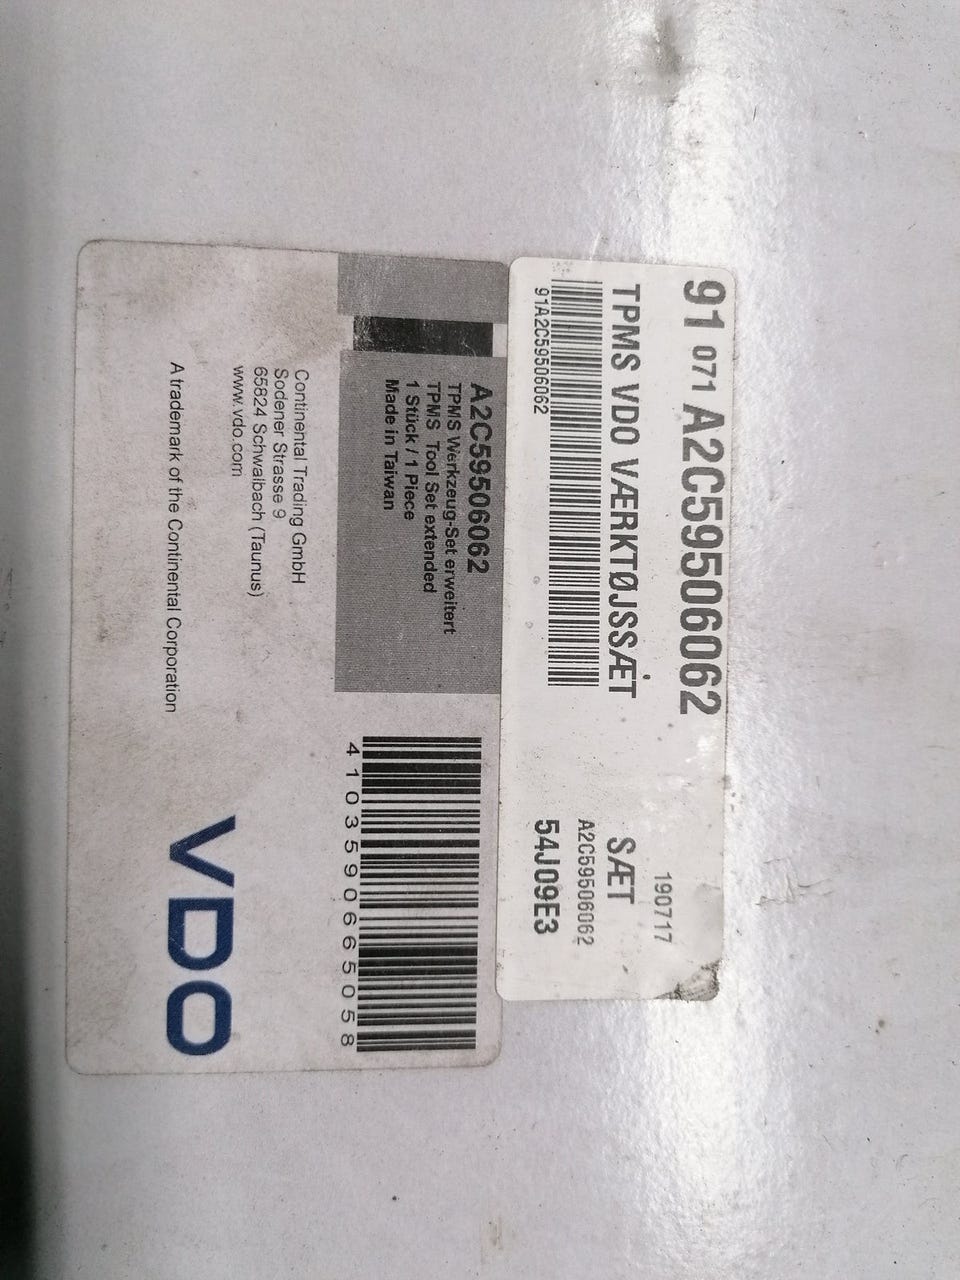 91 071 A2C59506062
TPMS VDO VÆRKTØJSSÆT
91A2C59506062
190717
SÆT
A2C59506062
54J09E3
A2C59506062
TPMS Werkzeug-Set erweitert
TPMS Tool Set extended
1 Stück / 1 Piece
Made in Taiwan
4103590665058
Continental Trading GmbH
Sodener Strasse 9
65824 Schwalbach (Taunus)
www.vdo.com
A trademark of the Continental Corporation
VDO